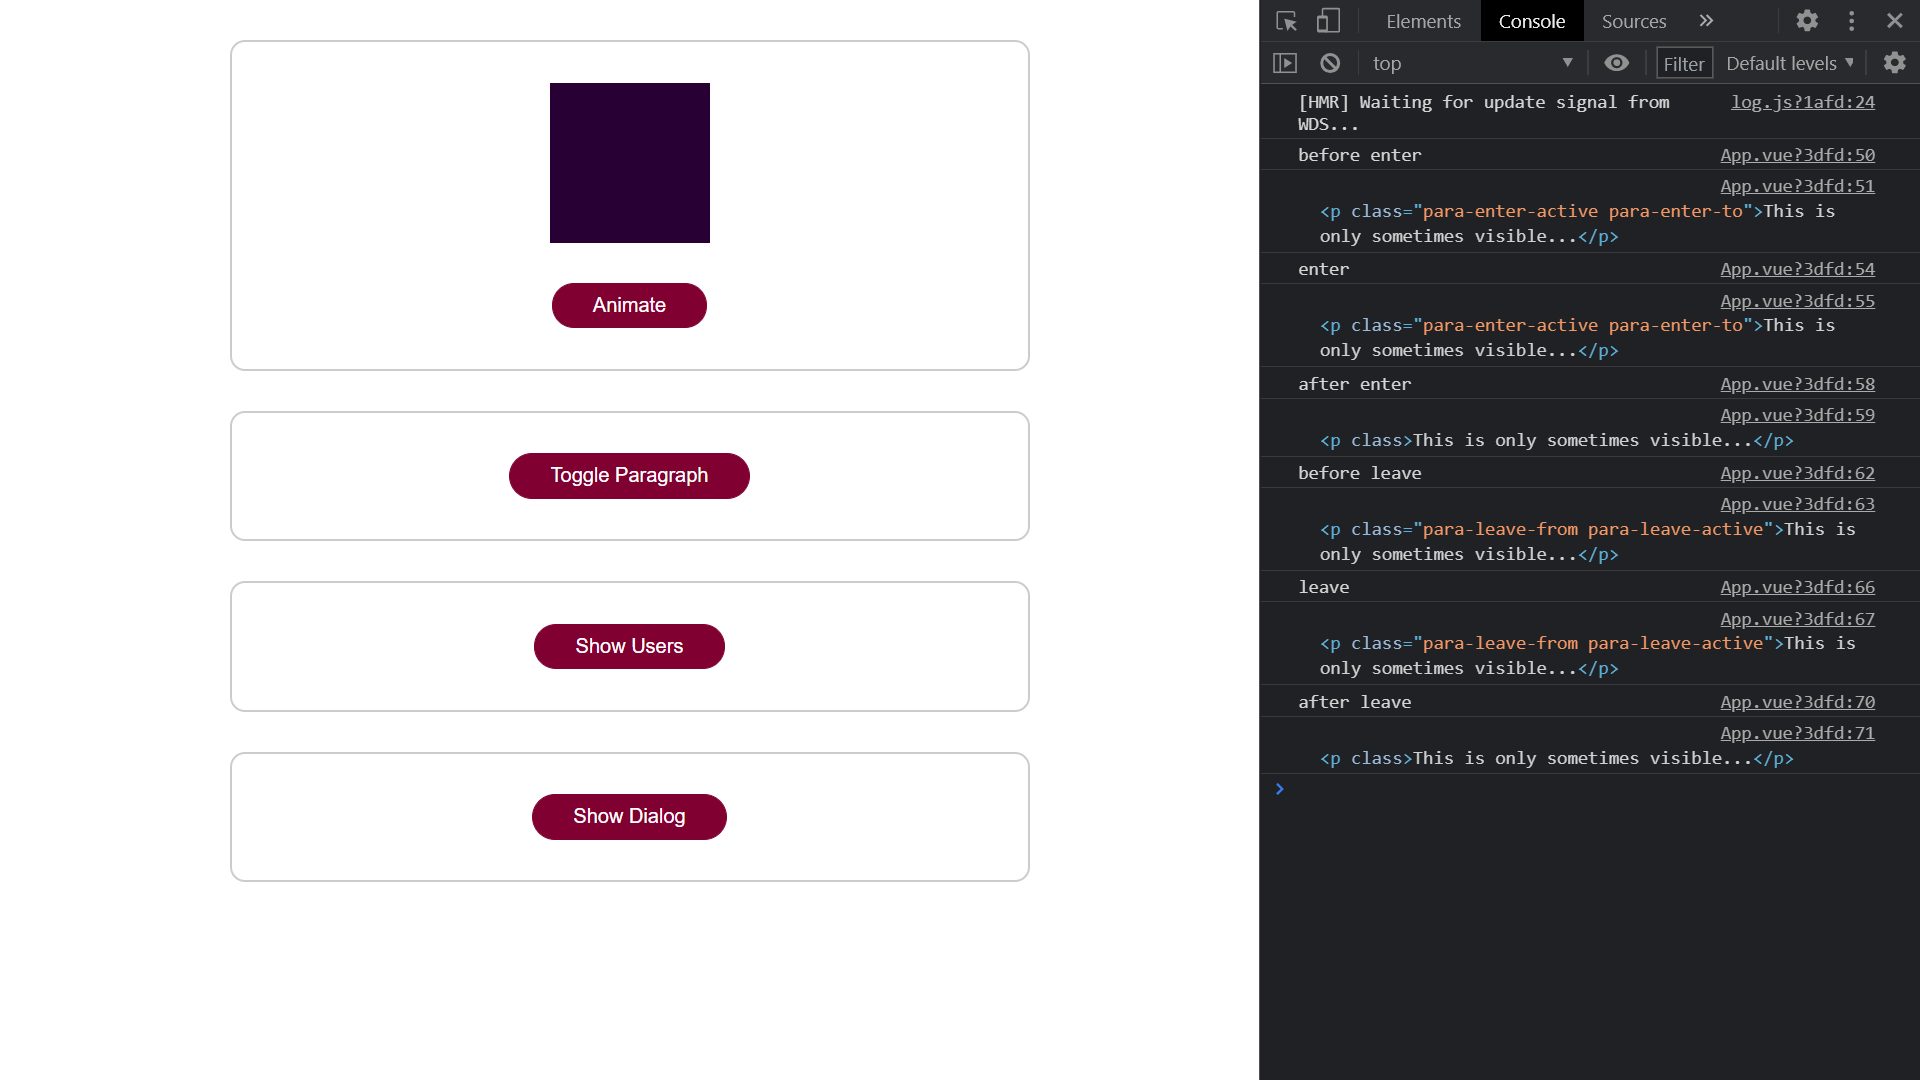 Animate
Toggle Paragraph
Show Users
Show Dialog
Elements Console Sources
top Filter Default levels
[HMR] Waiting for update signal from log.js?1afd:24
WDS...
before enter App.vue?3dfd:50
App.vue?3dfd:51
<p class="para-enter-active para-enter-to">This is
only sometimes visible...</p>
enter App.vue?3dfd:54
App.vue?3dfd:55
<p class="para-enter-active para-enter-to">This is
only sometimes visible...</p>
after enter App.vue?3dfd:58
App.vue?3dfd:59
<p class>This is only sometimes visible...</p>
before leave App.vue?3dfd:62
App.vue?3dfd:63
<p class="para-leave-from para-leave-active">This is
only sometimes visible...</p>
leave App.vue?3dfd:66
App.vue?3dfd:67
<p class="para-leave-from para-leave-active">This is
only sometimes visible...</p>
after leave App.vue?3dfd:70
App.vue?3dfd:71
<p class>This is only sometimes visible...</p>